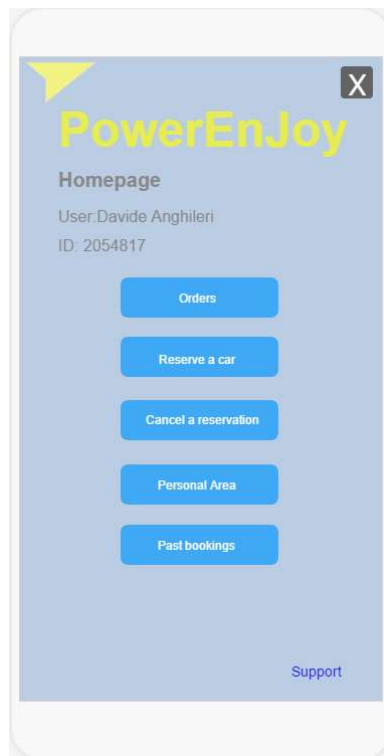 X
PowerEnJoy
Homepage
User:Davide Anghileri
ID: 2054817
Orders
Reserve a car
Cancel a reservation
Personal Area
Past bookings
Support